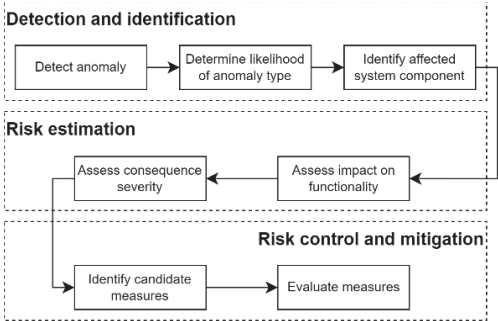 Detection and identification
Detect anomaly
Determine likelihood
of anomaly type
Identify affected
system component
Risk estimation
Assess consequence
severity
Assess impact on
functionality
Risk control and mitigation
Identify candidate
measures
Evaluate measures